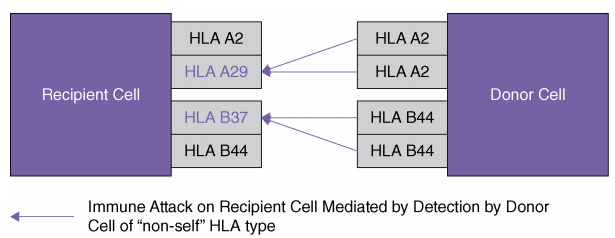 Recipient Cell
HLA A2
HLA A29
HLA B37
HLA B44
HLA A2
HLA A2
HLA B44
HLA B44
Donor Cell
Immune Attack on Recipient Cell Mediated by Detection by Donor
Cell of “non-self” HLA type